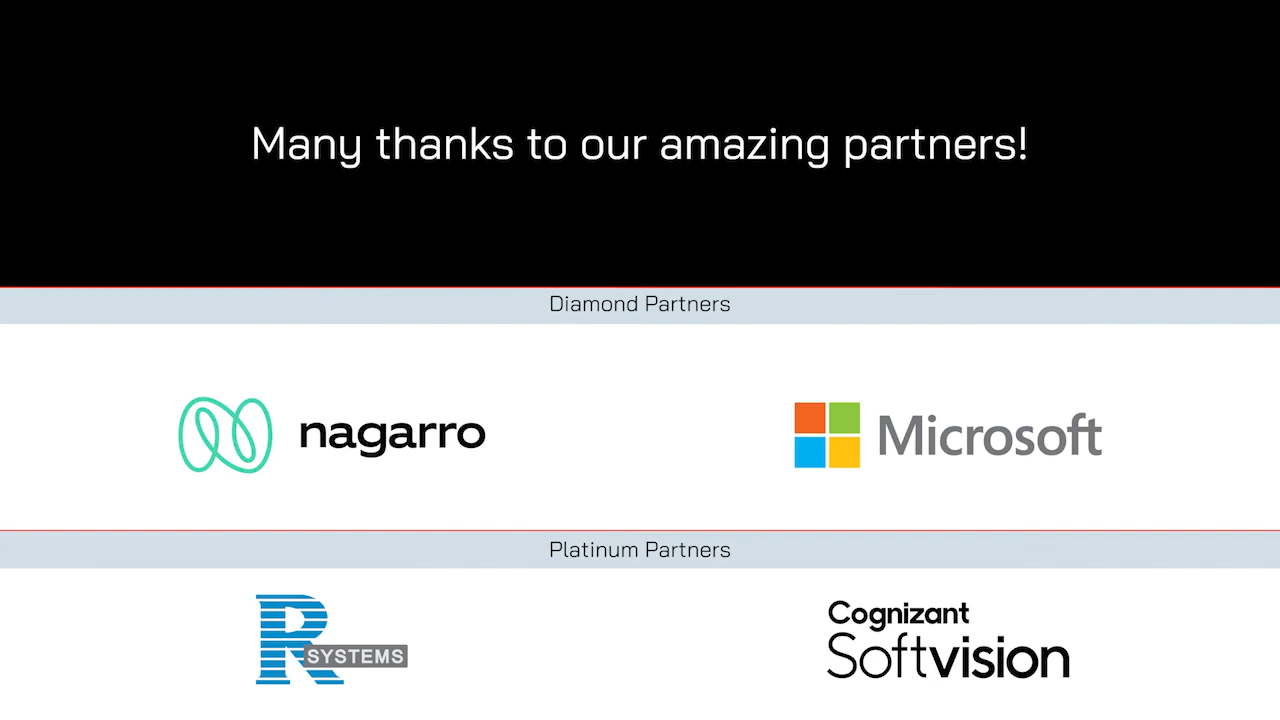 Many thanks to our amazing partners!
Diamond Partners
nagarro
Microsoft
Platinum Partners
R SYSTEMS
Cognizant
Softvision